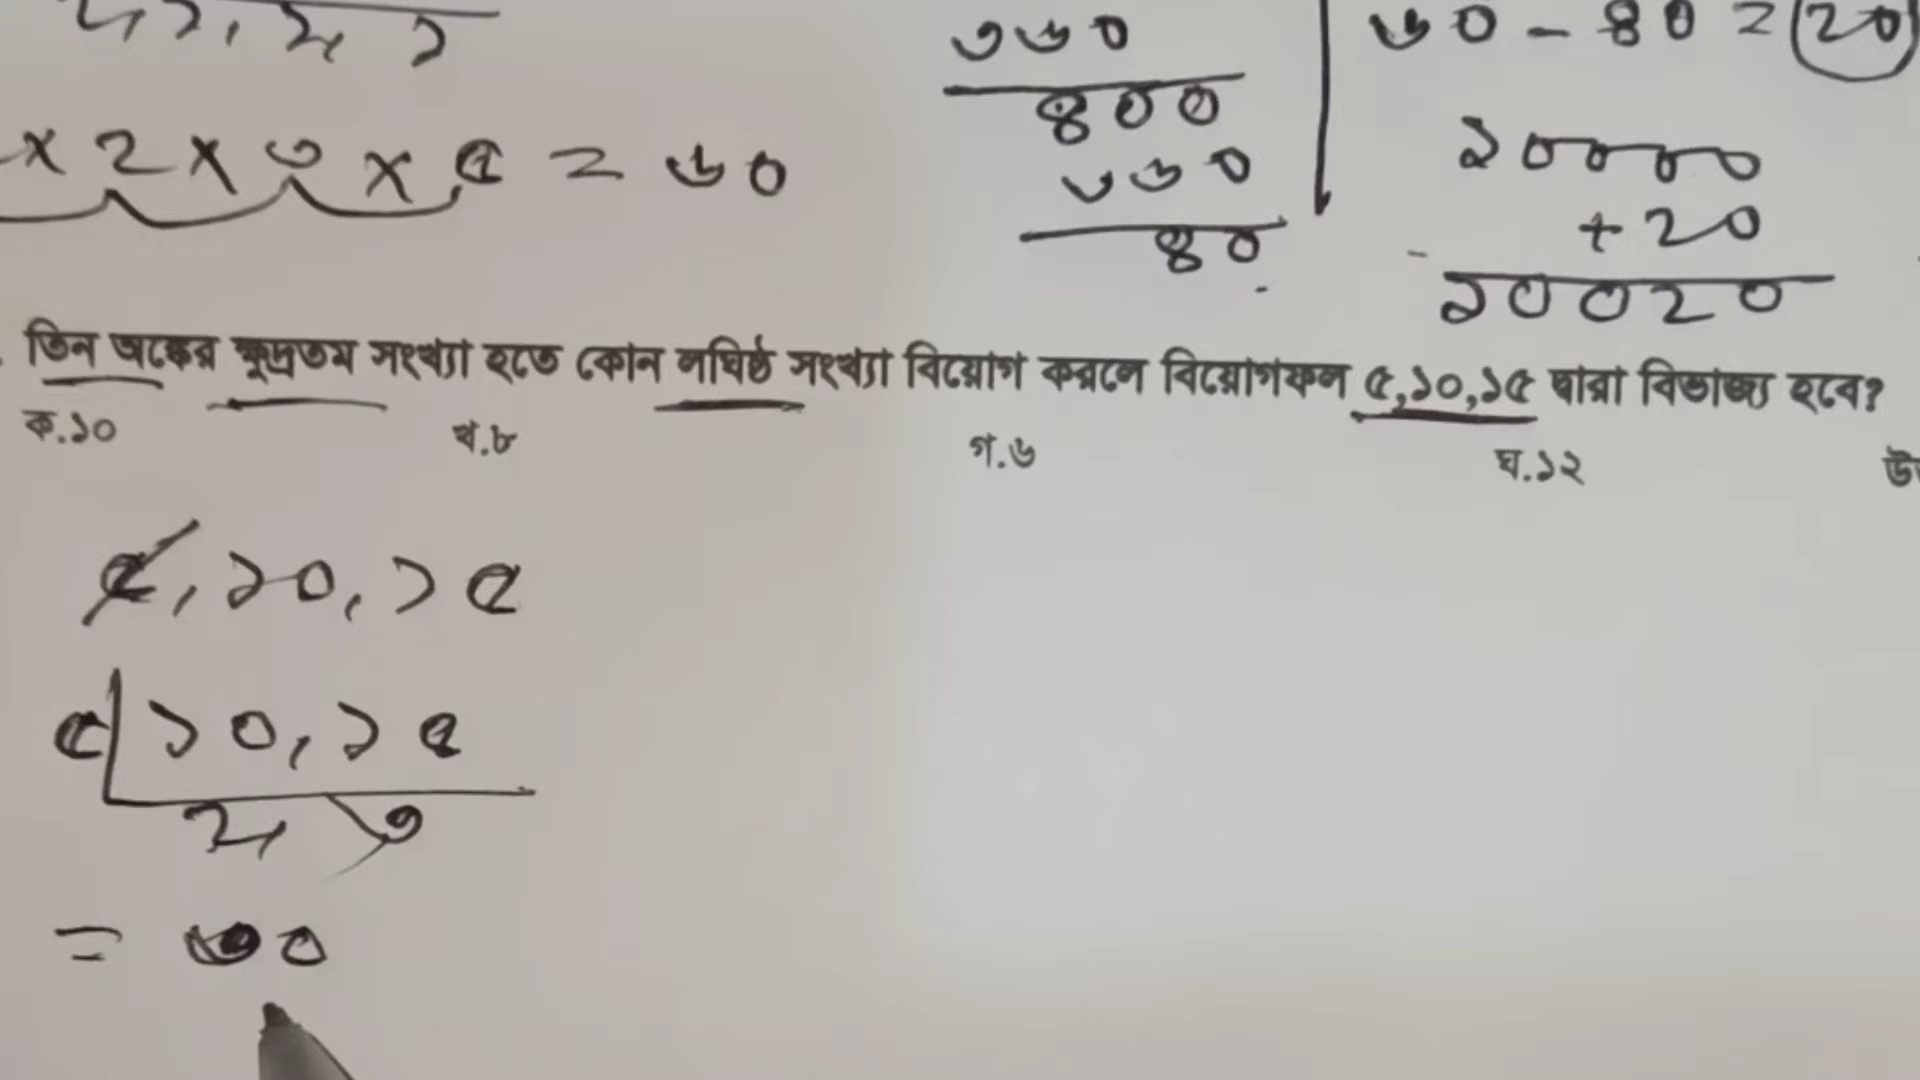 ৩৬০
৪০০
৩৬০
৪০
৬০ - ৪০ = ২০
১০০০০
+ ২০
১০০২০
× ২ × ৩ × ৫ = ৬০
তিন অঙ্কের ক্ষুদ্রতম সংখ্যা হতে কোন লঘিষ্ঠ সংখ্যা বিয়োগ করলে বিয়োগফল ৫,১০,১৫ দ্বারা বিভাজ্য হবে?
ক.১০ খ.৮ গ.৬ ঘ.১২
৫, ১০, ১৫
৫ ১০, ১৫
২, ৩
= ৩০